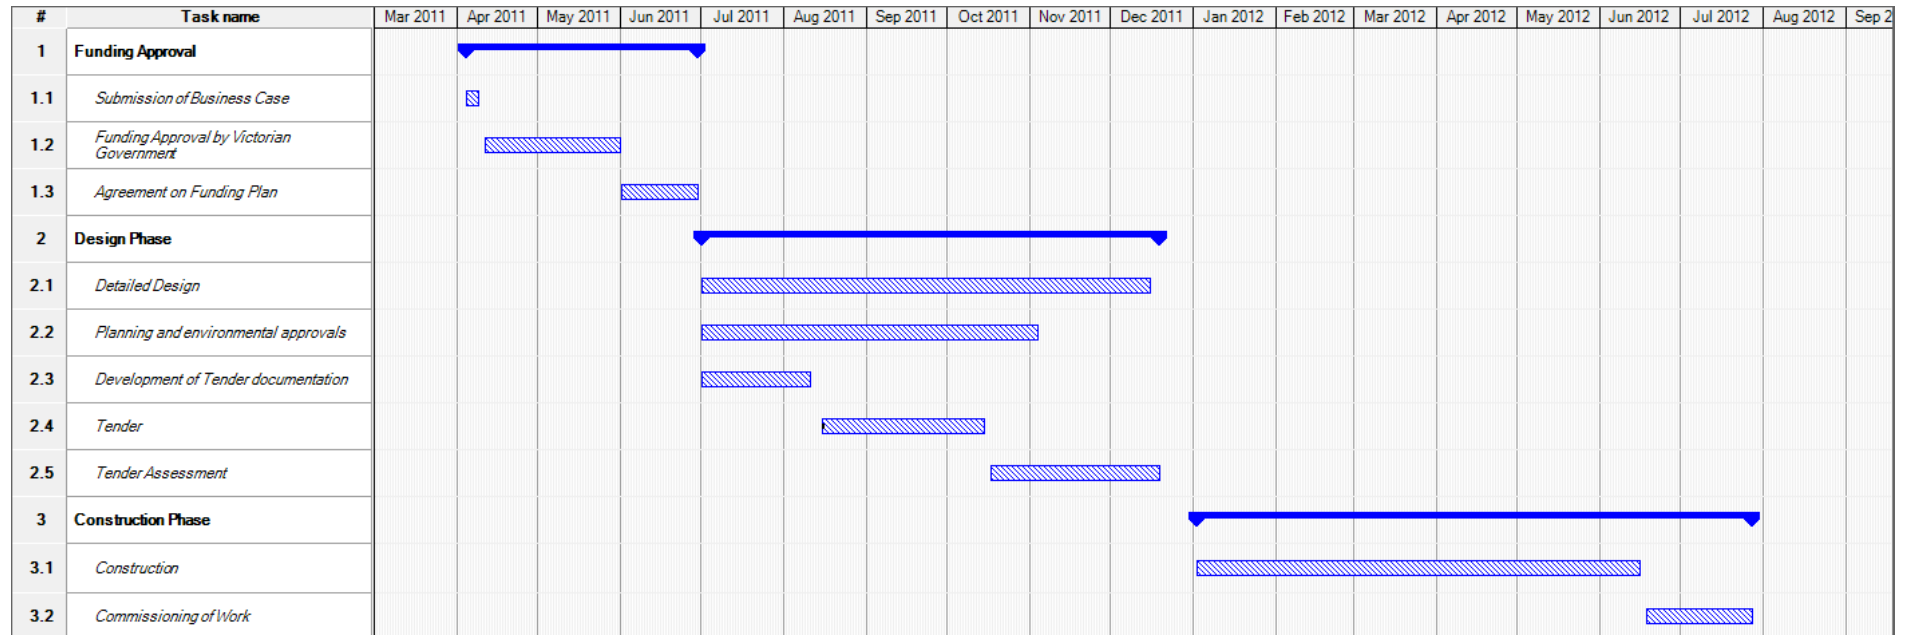 # Task name Mar 2011 Apr 2011 May 2011 Jun 2011 Jul 2011 Aug 2011 Sep 2011 Oct 2011 Nov 2011 Dec 2011 Jan 2012 Feb 2012 Mar 2012 Apr 2012 May 2012 Jun 2012 Jul 2012 Aug 2012 Sep 2
1 Funding Approval
1.1 Submission of Business Case
1.2 Funding Approval by Victorian
Government
1.3 Agreement on Funding Plan
2 Design Phase
2.1 Detailed Design
2.2 Planning and environmental approvals
2.3 Development of Tender documentation
2.4 Tender
2.5 Tender Assessment
3 Construction Phase
3.1 Construction
3.2 Commissioning of Work